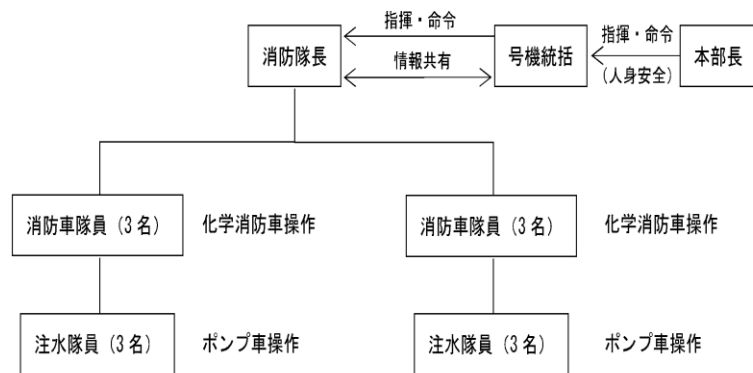 指揮・命令
消防隊長
情報共有
号機統括
指揮・命令
(人身安全)
本部長
消防車隊員（3名）
化学消防車操作
消防車隊員（3名）
化学消防車操作
注水隊員（3名）
ポンプ車操作
注水隊員（3名）
ポンプ車操作